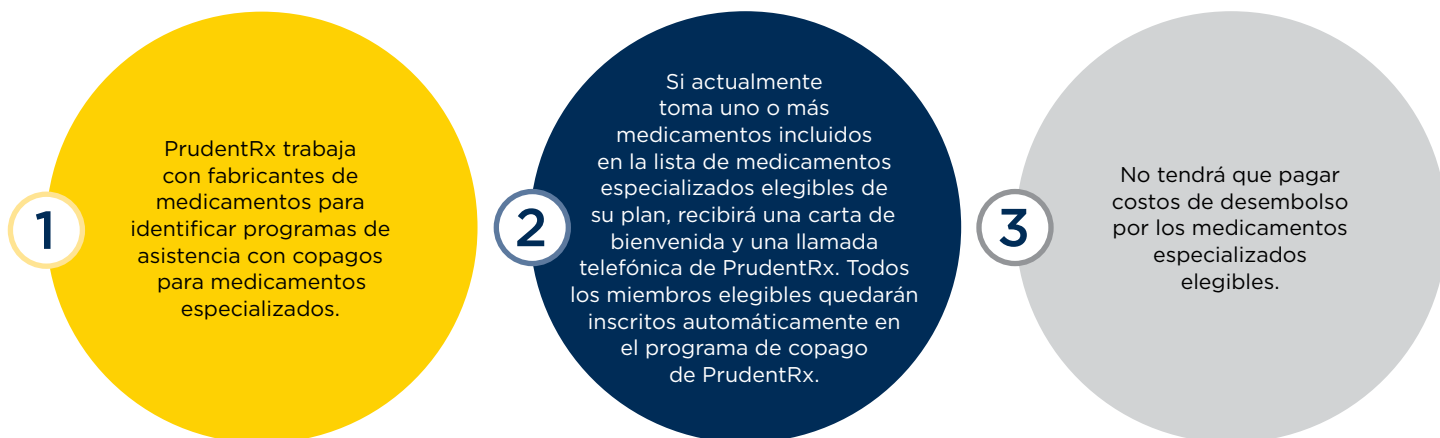 1
PrudentRx trabaja
con fabricantes de
medicamentos para
identificar programas de
asistencia con copagos
para medicamentos
especializados.
2
Si actualmente
toma uno o más
medicamentos incluidos
en la lista de medicamentos
especializados elegibles de
su plan, recibirá una carta de
bienvenida y una llamada
telefónica de PrudentRx. Todos
los miembros elegibles quedarán
inscritos automáticamente en
el programa de copago
de PrudentRx.
3
No tendrá que pagar
costos de desembolso
por los medicamentos
especializados
elegibles.